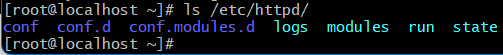 [root@localhost ~]# ls /etc/httpd/
conf  conf.d  conf.modules.d  logs  modules  run  state
[root@localhost ~]#